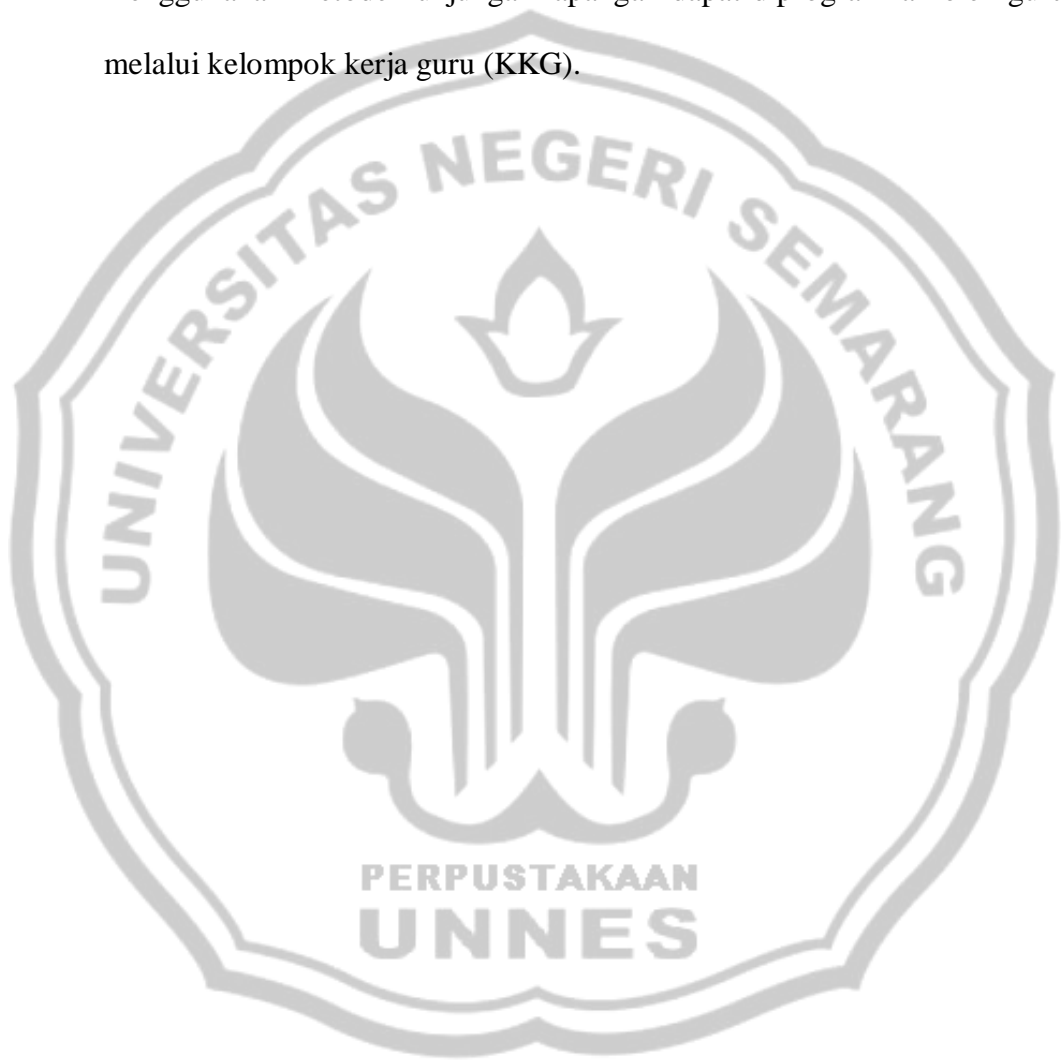 melalui kelompok kerja guru (KKG).
UNIVERSITAS NEGERI SEMARANG
PERPUSTAKAAN
UNNES